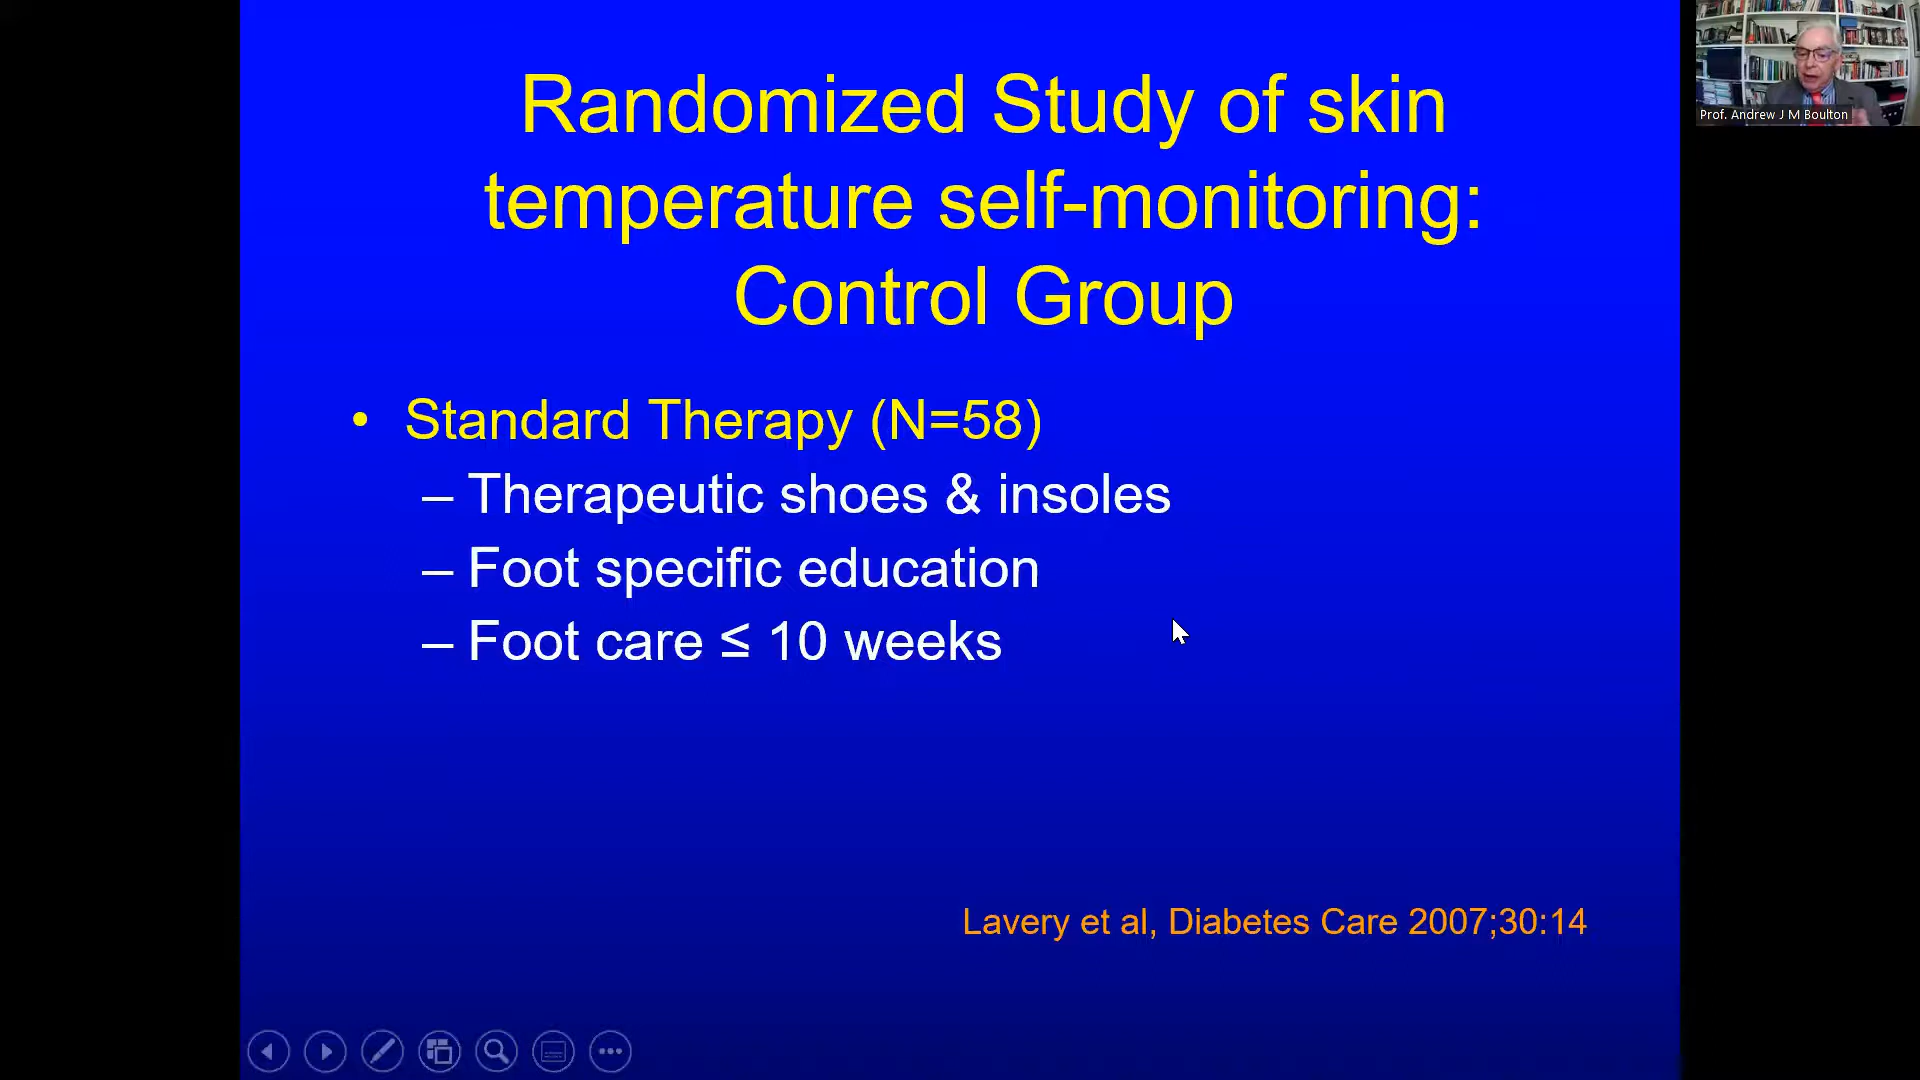 Randomized Study of skin
temperature self-monitoring:
Control Group
• Standard Therapy (N=58)
– Therapeutic shoes & insoles
– Foot specific education
– Foot care ≤ 10 weeks
Lavery et al, Diabetes Care 2007;30:14
Prof. Andrew J M Boulton